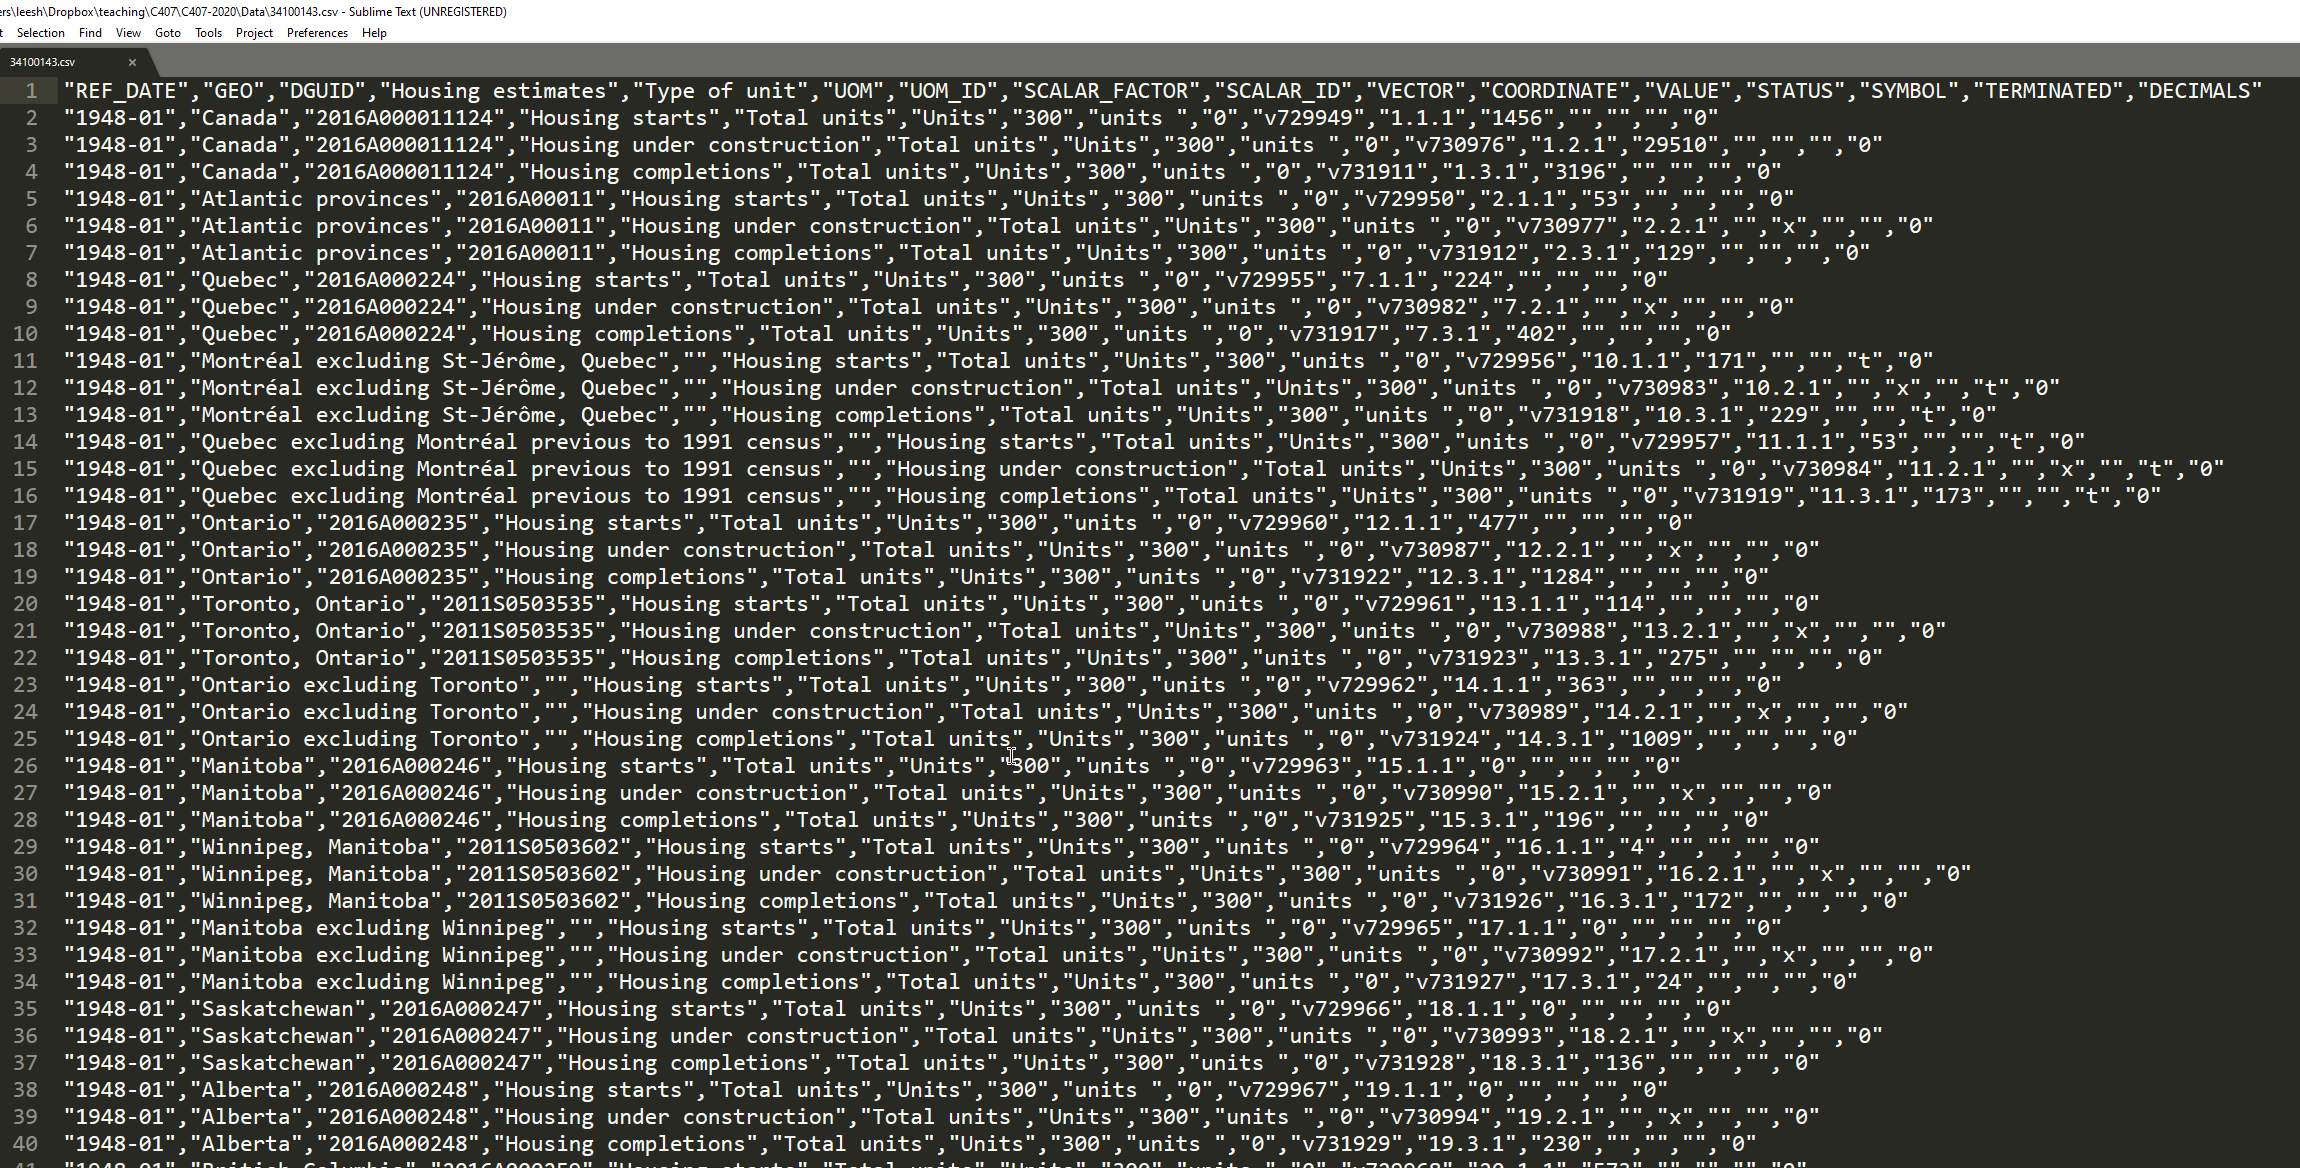 ers\leesh\Dropbox\teaching\C407\C407-2020\Data\34100143.csv - Sublime Text (UNREGISTERED)
t Selection Find View Goto Tools Project Preferences Help
34100143.csv ×
1 "REF_DATE","GEO","DGUID","Housing estimates","Type of unit","UOM","UOM_ID","SCALAR_FACTOR","SCALAR_ID","VECTOR","COORDINATE","VALUE","STATUS","SYMBOL","TERMINATED","DECIMALS"
2 "1948-01","Canada","2016A000011124","Housing starts","Total units","Units","300","units ","0","v729949","1.1.1","1456","","","","0"
3 "1948-01","Canada","2016A000011124","Housing under construction","Total units","Units","300","units ","0","v730976","1.2.1","29510","","","","0"
4 "1948-01","Canada","2016A000011124","Housing completions","Total units","Units","300","units ","0","v731911","1.3.1","3196","","","","0"
5 "1948-01","Atlantic provinces","2016A00011","Housing starts","Total units","Units","300","units ","0","v729950","2.1.1","53","","","","0"
6 "1948-01","Atlantic provinces","2016A00011","Housing under construction","Total units","Units","300","units ","0","v730977","2.2.1","","x","","","0"
7 "1948-01","Atlantic provinces","2016A00011","Housing completions","Total units","Units","300","units ","0","v731912","2.3.1","129","","","","0"
8 "1948-01","Quebec","2016A000224","Housing starts","Total units","Units","300","units ","0","v729955","7.1.1","224","","","","0"
9 "1948-01","Quebec","2016A000224","Housing under construction","Total units","Units","300","units ","0","v730982","7.2.1","","x","","","0"
10 "1948-01","Quebec","2016A000224","Housing completions","Total units","Units","300","units ","0","v731917","7.3.1","402","","","","0"
11 "1948-01","Montréal excluding St-Jérôme, Quebec","","Housing starts","Total units","Units","300","units ","0","v729956","10.1.1","171","","","t","0"
12 "1948-01","Montréal excluding St-Jérôme, Quebec","","Housing under construction","Total units","Units","300","units ","0","v730983","10.2.1","","x","","t","0"
13 "1948-01","Montréal excluding St-Jérôme, Quebec","","Housing completions","Total units","Units","300","units ","0","v731918","10.3.1","229","","","t","0"
14 "1948-01","Quebec excluding Montréal previous to 1991 census","","Housing starts","Total units","Units","300","units ","0","v729957","11.1.1","53","","","t","0"
15 "1948-01","Quebec excluding Montréal previous to 1991 census","","Housing under construction","Total units","Units","300","units ","0","v730984","11.2.1","","x","","t","0"
16 "1948-01","Quebec excluding Montréal previous to 1991 census","","Housing completions","Total units","Units","300","units ","0","v731919","11.3.1","173","","","t","0"
17 "1948-01","Ontario","2016A000235","Housing starts","Total units","Units","300","units ","0","v729960","12.1.1","477","","","","0"
18 "1948-01","Ontario","2016A000235","Housing under construction","Total units","Units","300","units ","0","v730987","12.2.1","","x","","","0"
19 "1948-01","Ontario","2016A000235","Housing completions","Total units","Units","300","units ","0","v731922","12.3.1","1284","","","","0"
20 "1948-01","Toronto, Ontario","2011S0503535","Housing starts","Total units","Units","300","units ","0","v729961","13.1.1","114","","","","0"
21 "1948-01","Toronto, Ontario","2011S0503535","Housing under construction","Total units","Units","300","units ","0","v730988","13.2.1","","x","","","0"
22 "1948-01","Toronto, Ontario","2011S0503535","Housing completions","Total units","Units","300","units ","0","v731923","13.3.1","275","","","","0"
23 "1948-01","Ontario excluding Toronto","","Housing starts","Total units","Units","300","units ","0","v729962","14.1.1","363","","","","0"
24 "1948-01","Ontario excluding Toronto","","Housing under construction","Total units","Units","300","units ","0","v730989","14.2.1","","x","","","0"
25 "1948-01","Ontario excluding Toronto","","Housing completions","Total units","Units","300","units ","0","v731924","14.3.1","1009","","","","0"
26 "1948-01","Manitoba","2016A000246","Housing starts","Total units","Units","300","units ","0","v729963","15.1.1","0","","","","0"
27 "1948-01","Manitoba","2016A000246","Housing under construction","Total units","Units","300","units ","0","v730990","15.2.1","","x","","","0"
28 "1948-01","Manitoba","2016A000246","Housing completions","Total units","Units","300","units ","0","v731925","15.3.1","196","","","","0"
29 "1948-01","Winnipeg, Manitoba","2011S0503602","Housing starts","Total units","Units","300","units ","0","v729964","16.1.1","4","","","","0"
30 "1948-01","Winnipeg, Manitoba","2011S0503602","Housing under construction","Total units","Units","300","units ","0","v730991","16.2.1","","x","","","0"
31 "1948-01","Winnipeg, Manitoba","2011S0503602","Housing completions","Total units","Units","300","units ","0","v731926","16.3.1","172","","","","0"
32 "1948-01","Manitoba excluding Winnipeg","","Housing starts","Total units","Units","300","units ","0","v729965","17.1.1","0","","","","0"
33 "1948-01","Manitoba excluding Winnipeg","","Housing under construction","Total units","Units","300","units ","0","v730992","17.2.1","","x","","","0"
34 "1948-01","Manitoba excluding Winnipeg","","Housing completions","Total units","Units","300","units ","0","v731927","17.3.1","24","","","","0"
35 "1948-01","Saskatchewan","2016A000247","Housing starts","Total units","Units","300","units ","0","v729966","18.1.1","0","","","","0"
36 "1948-01","Saskatchewan","2016A000247","Housing under construction","Total units","Units","300","units ","0","v730993","18.2.1","","x","","","0"
37 "1948-01","Saskatchewan","2016A000247","Housing completions","Total units","Units","300","units ","0","v731928","18.3.1","136","","","","0"
38 "1948-01","Alberta","2016A000248","Housing starts","Total units","Units","300","units ","0","v729967","19.1.1","0","","","","0"
39 "1948-01","Alberta","2016A000248","Housing under construction","Total units","Units","300","units ","0","v730994","19.2.1","","x","","","0"
40 "1948-01","Alberta","2016A000248","Housing completions","Total units","Units","300","units ","0","v731929","19.3.1","230","","","","0"